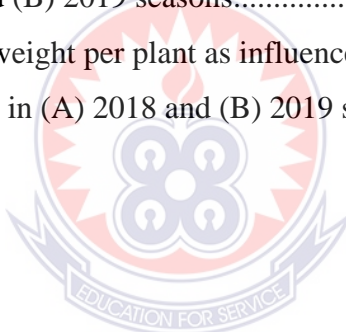 (B) 2019 seasons..............
weight per plant as influence
in (A) 2018 and (B) 2019 s
EDUCATION FOR SERVICE